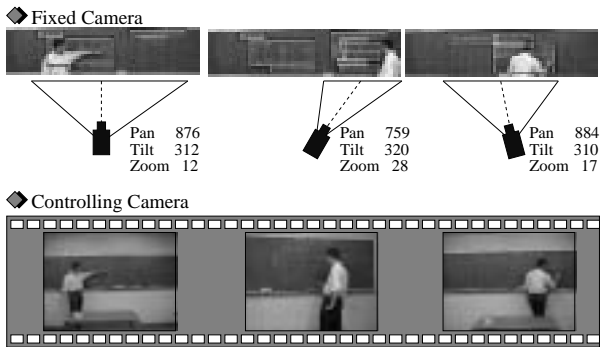 Fixed Camera
Pan 876
Tilt 312
Zoom 12
Pan 759
Tilt 320
Zoom 28
Pan 884
Tilt 310
Zoom 17
Controlling Camera